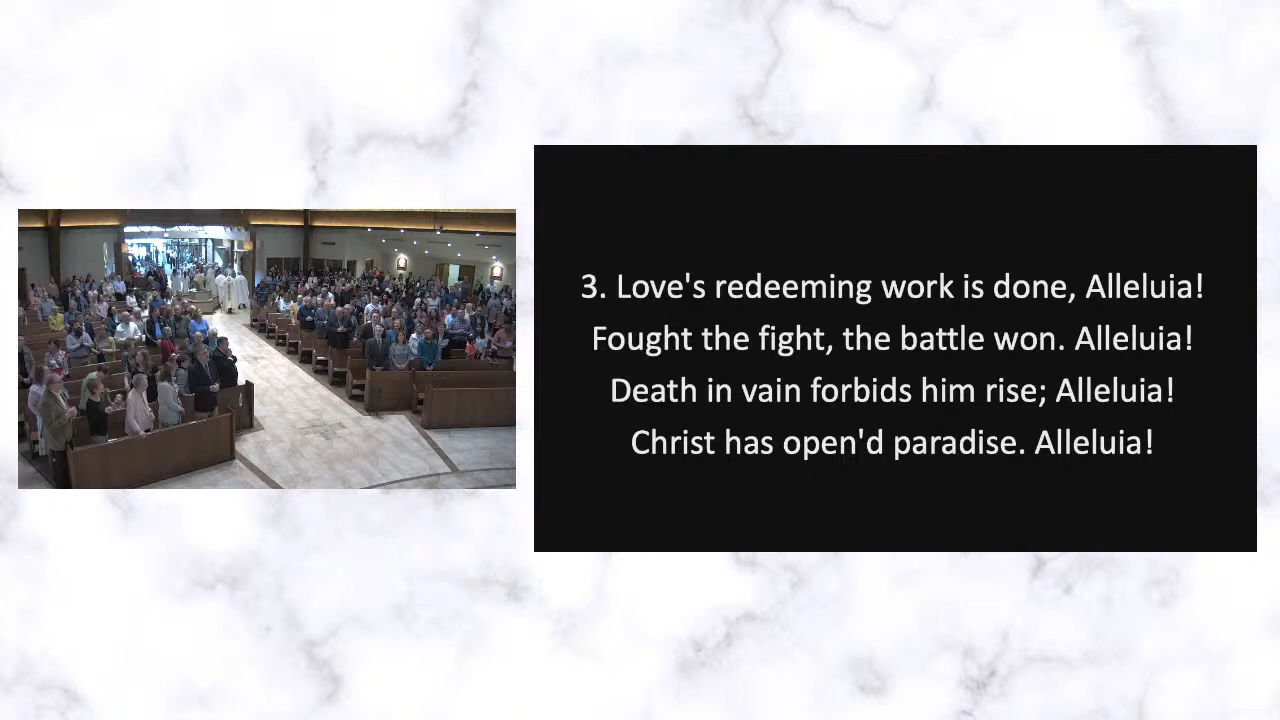 3. Love's redeeming work is done, Alleluia!
Fought the fight, the battle won. Alleluia!
Death in vain forbids him rise; Alleluia!
Christ has open'd paradise. Alleluia!